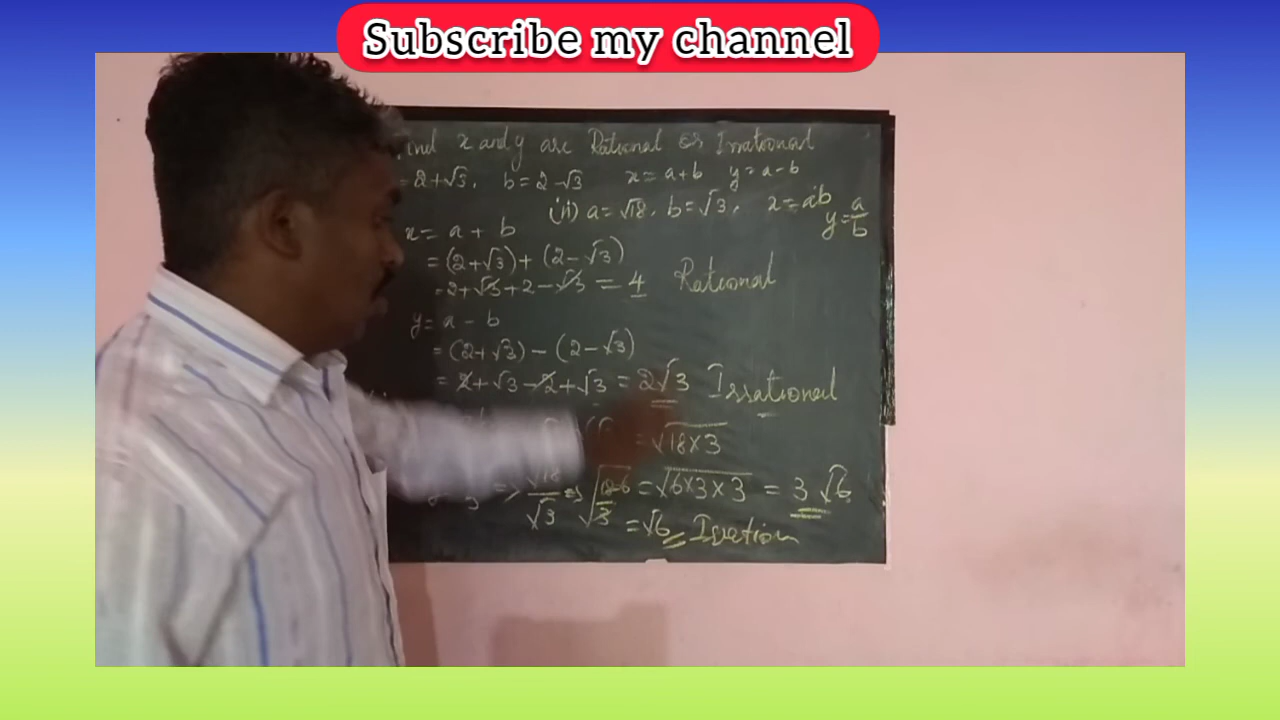 Subscribe my channel
ind x and y are Rational or Irrational
= 2+√3, b = 2-√3 x = a+b y = a-b
(ii) a = √18, b = √3, x = ab y = a/b
x = a + b
= (2+√3) + (2-√3)
= 2+√3+2-√3 = 4 Rational
y = a - b
= (2+√3) - (2-√3)
= 2+√3-2+√3 = 2√3 Irrational
= √18×3
=> √18/√3 = √6×3×3 = 3√6
= √6 Irration